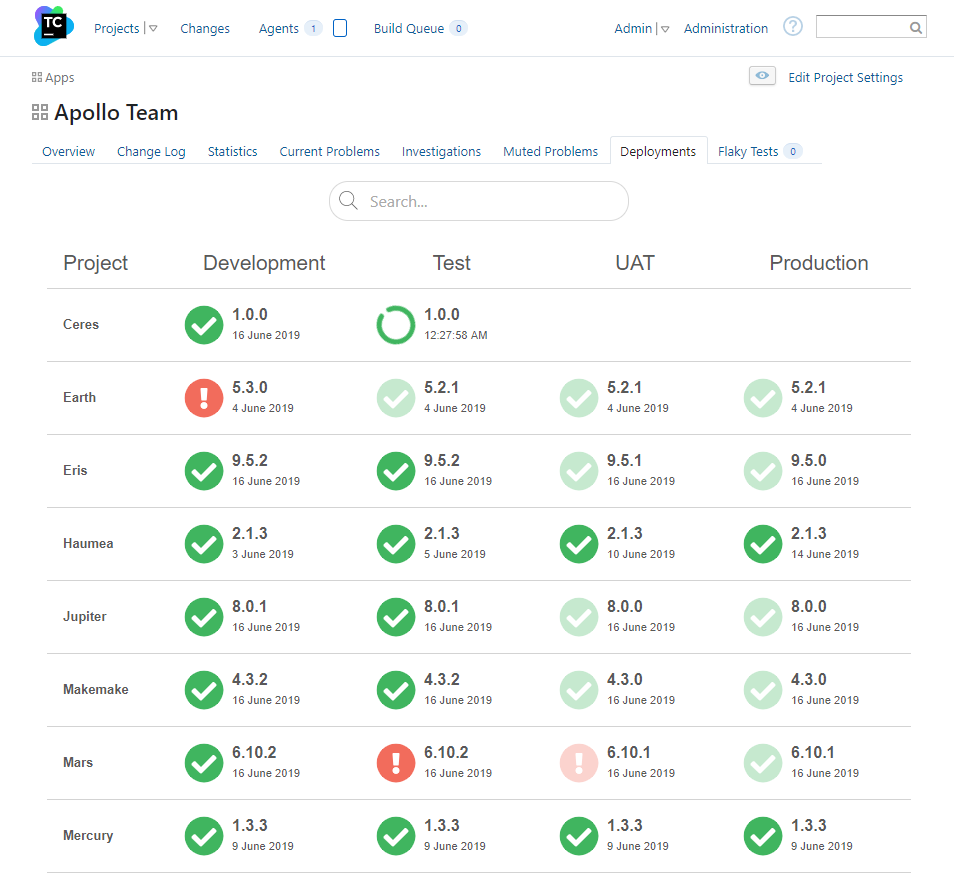 TC
Projects
Changes
Agents 1
Build Queue 0
Admin
Administration
?
Apps
Edit Project Settings
Apollo Team
Overview
Change Log
Statistics
Current Problems
Investigations
Muted Problems
Deployments
Flaky Tests 0
Search...
Project Development Test UAT Production
Ceres 1.0.0 1.0.0
16 June 2019 12:27:58 AM
Earth 5.3.0 5.2.1 5.2.1 5.2.1
4 June 2019 4 June 2019 4 June 2019 4 June 2019
Eris 9.5.2 9.5.2 9.5.1 9.5.0
16 June 2019 16 June 2019 16 June 2019 16 June 2019
Haumea 2.1.3 2.1.3 2.1.3 2.1.3
3 June 2019 5 June 2019 10 June 2019 14 June 2019
Jupiter 8.0.1 8.0.1 8.0.0 8.0.0
16 June 2019 16 June 2019 16 June 2019 16 June 2019
Makemake 4.3.2 4.3.2 4.3.0 4.3.0
16 June 2019 16 June 2019 16 June 2019 16 June 2019
Mars 6.10.2 6.10.2 6.10.1 6.10.1
16 June 2019 16 June 2019 16 June 2019 16 June 2019
Mercury 1.3.3 1.3.3 1.3.3 1.3.3
9 June 2019 9 June 2019 9 June 2019 9 June 2019